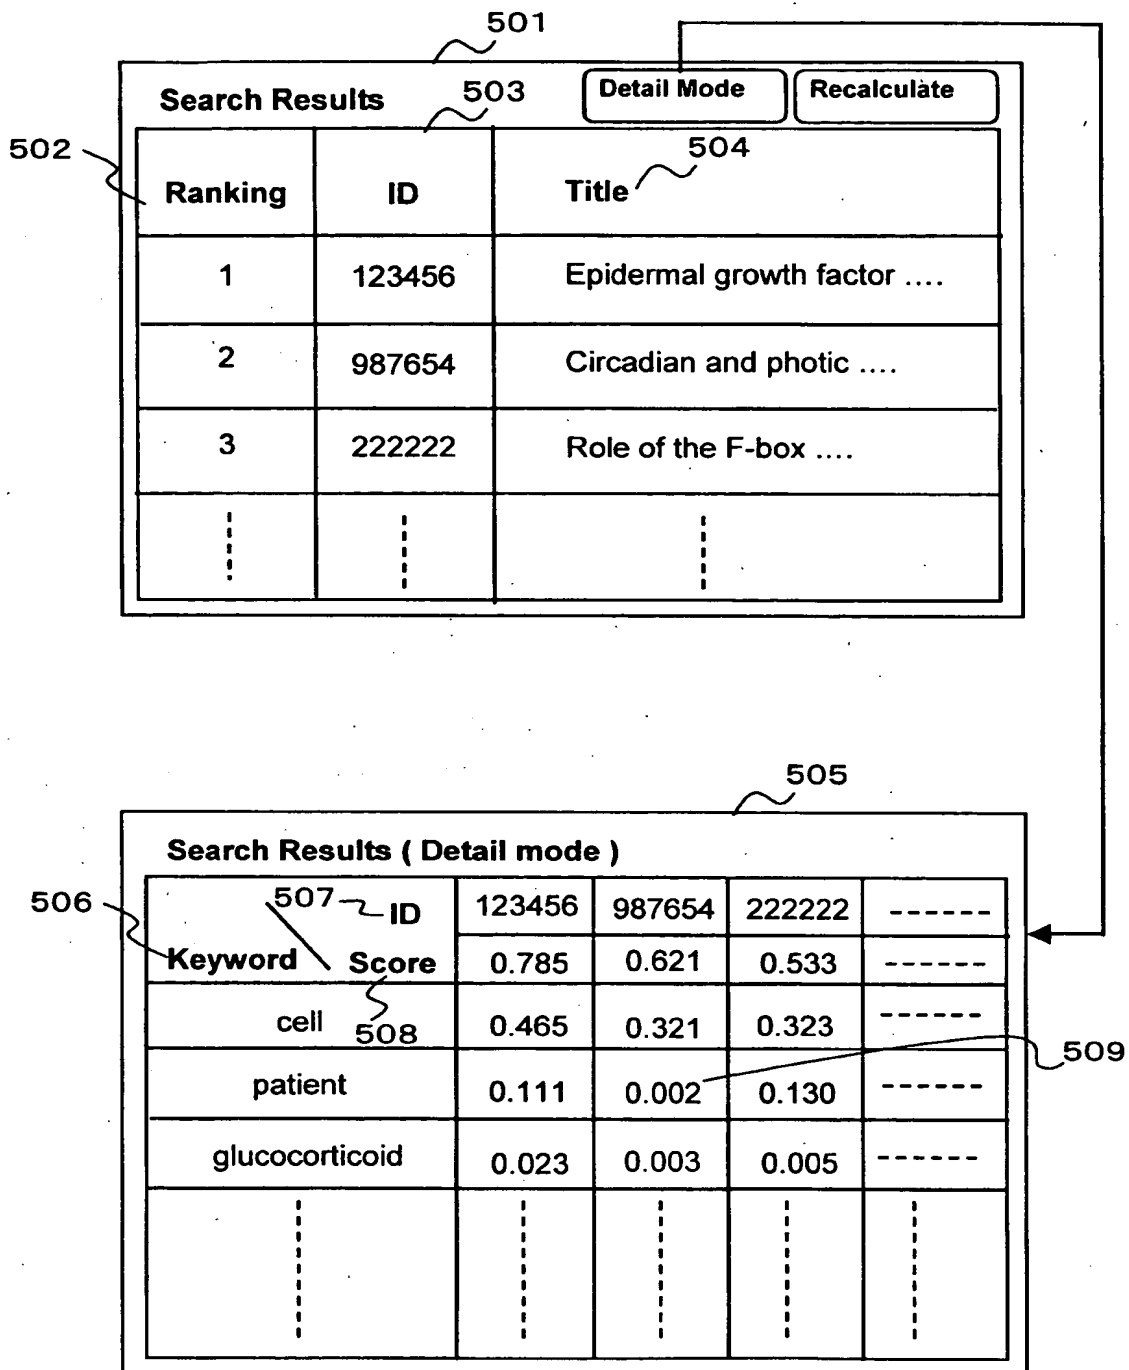 501
Search Results 503 Detail Mode Recalculate
502 504
Ranking ID Title
1 123456 Epidermal growth factor ....
2 987654 Circadian and photic ....
3 222222 Role of the F-box ....
505
Search Results ( Detail mode )
506 507 ID 123456 987654 222222
Keyword Score 0.785 0.621 0.533
cell 508 0.465 0.321 0.323
509
patient 0.111 0.002 0.130
glucocorticoid 0.023 0.003 0.005